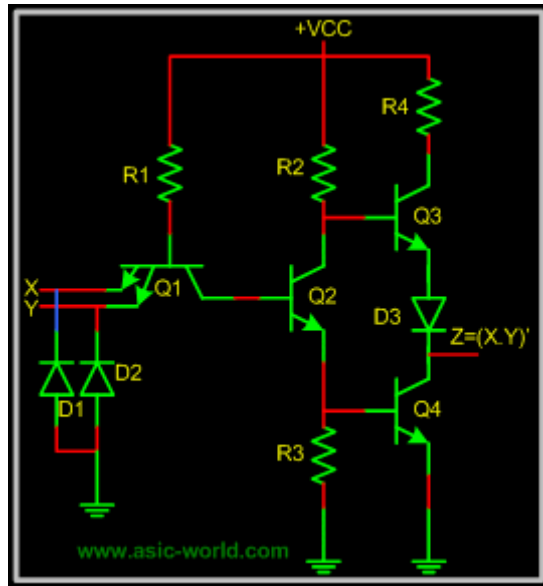 +VCC
R4
R1
R2
Q3
X
Q1
Y
Q2
D3
Z=(X.Y)'
D2
D1
Q4
R3
www.asic-world.com